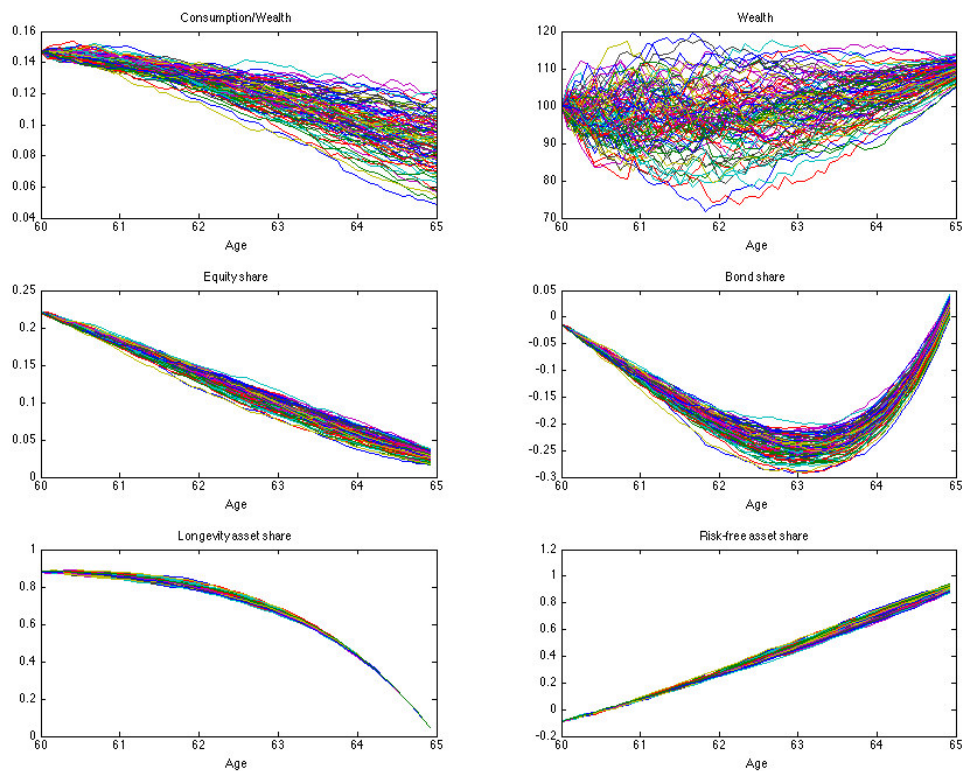 Consumption/Wealth
0.16
0.14
0.12
0.1
0.08
0.06
0.04
60 61 62 63 64 65
Age
Wealth
120
110
100
90
80
70
60 61 62 63 64 65
Age
Equity share
0.25
0.2
0.15
0.1
0.05
0
60 61 62 63 64 65
Age
Bond share
0.05
0
-0.05
-0.1
-0.15
-0.2
-0.25
-0.3
60 61 62 63 64 65
Age
Longevity asset share
1
0.8
0.6
0.4
0.2
0
60 61 62 63 64 65
Age
Risk-free asset share
1.2
1
0.8
0.6
0.4
0.2
0
-0.2
60 61 62 63 64 65
Age